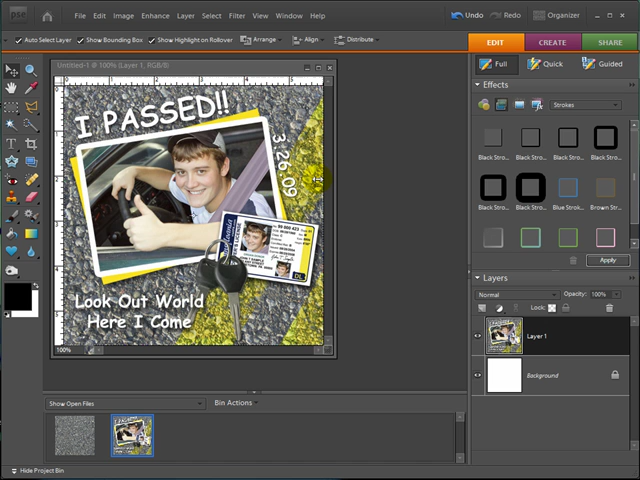 pse
File Edit Image Enhance Layer Select Filter View Window Help
Undo Redo Organizer
Auto Select Layer Show Bounding Box Show Highlight on Rollover Arrange Align Distribute
EDIT CREATE SHARE
Full Quick Guided
Untitled-1 @ 100% (Layer 1, RGB/8)
Effects
Strokes
Black Stro... Black Stro... Black Stro... Black Stro...
Black Stro... Black Stro... Blue Strok... Brown Str...
Apply
I PASSED!!
3.26.09
DL
Look Out World
Here I Come
100%
Layers
Normal Opacity: 100%
Lock:
Layer 1
Background
Show Open Files Bin Actions
Hide Project Bin